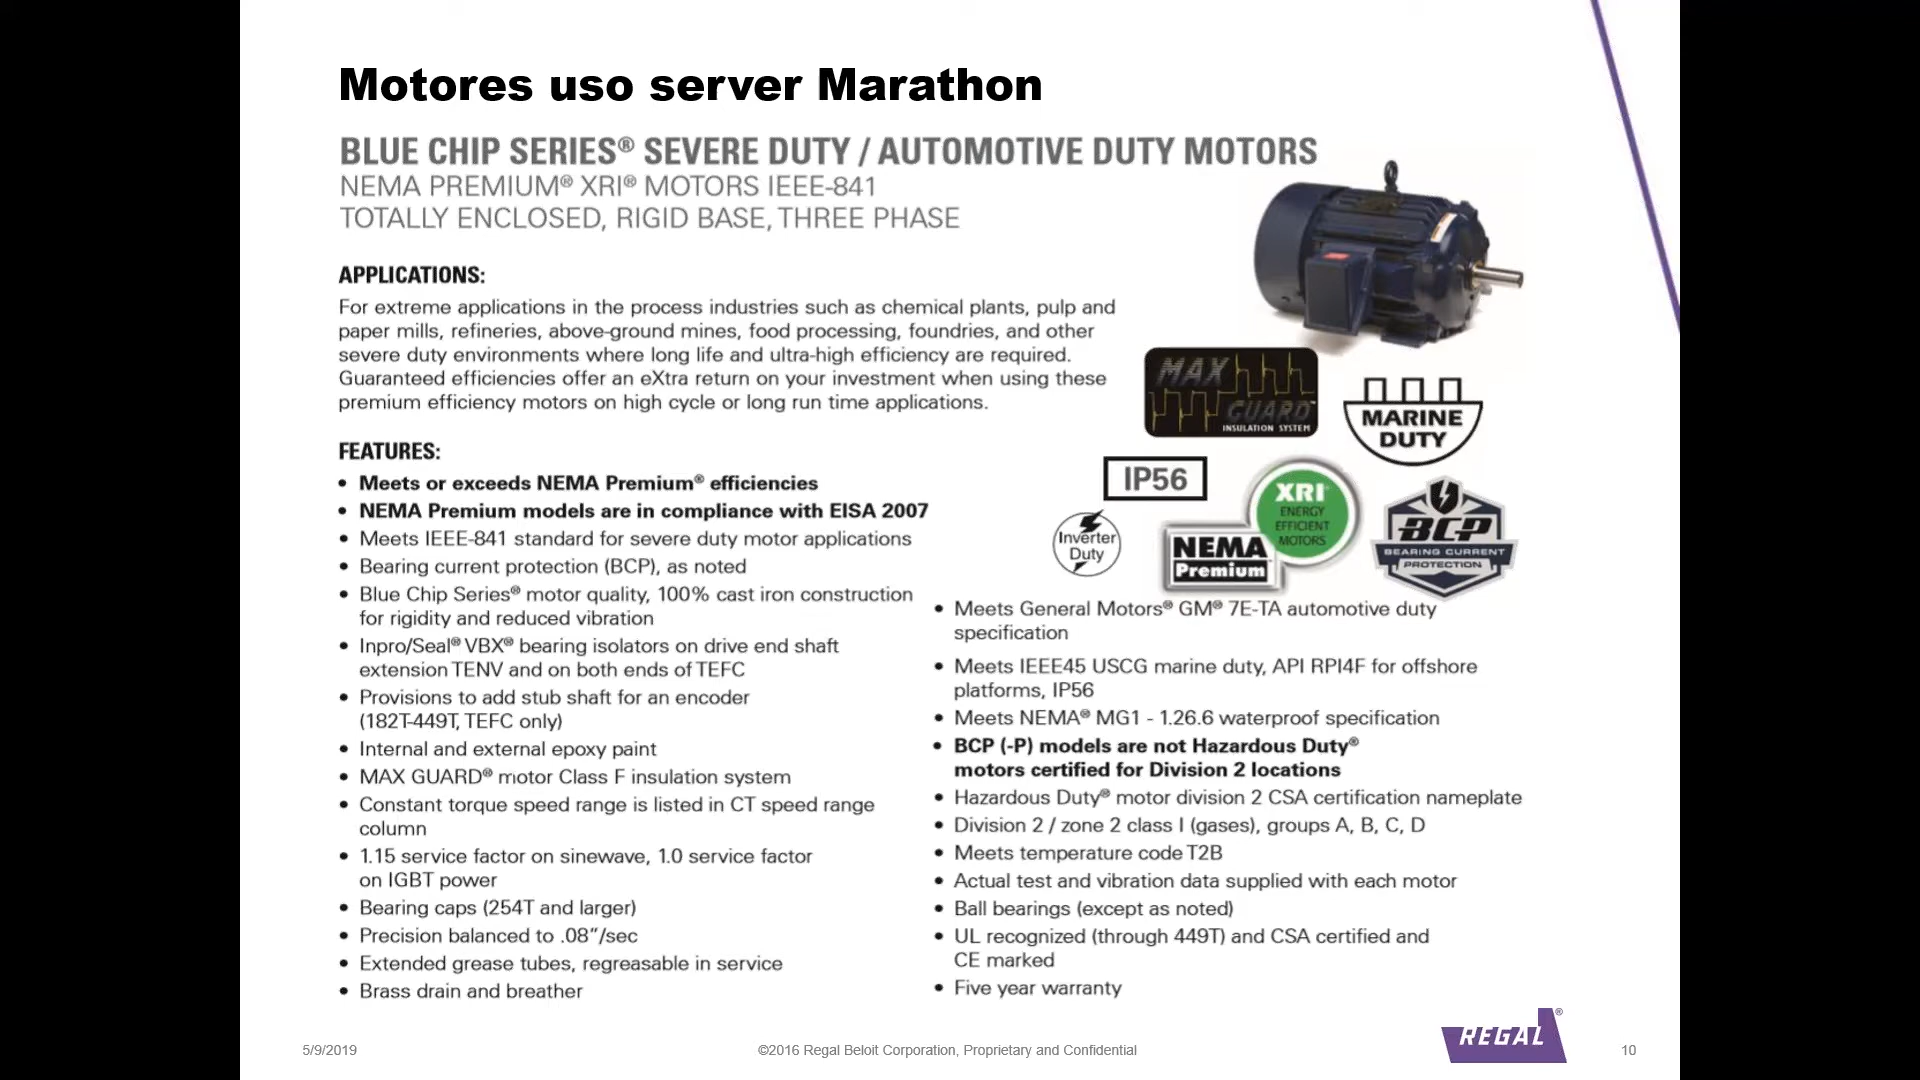 Motores uso server Marathon
BLUE CHIP SERIES® SEVERE DUTY / AUTOMOTIVE DUTY MOTORS
NEMA PREMIUM® XRI® MOTORS IEEE-841
TOTALLY ENCLOSED, RIGID BASE, THREE PHASE
APPLICATIONS:
For extreme applications in the process industries such as chemical plants, pulp and
paper mills, refineries, above-ground mines, food processing, foundries, and other
severe duty environments where long life and ultra-high efficiency are required.
Guaranteed efficiencies offer an eXtra return on your investment when using these
premium efficiency motors on high cycle or long run time applications.
MAX
GUARD™
INSULATION SYSTEM
MARINE
DUTY
IP56
XRI
ENERGY
EFFICIENT
MOTORS
Inverter
Duty
NEMA
Premium
BCP
BEARING CURRENT
PROTECTION
FEATURES:
• Meets or exceeds NEMA Premium® efficiencies
• NEMA Premium models are in compliance with EISA 2007
• Meets IEEE-841 standard for severe duty motor applications
• Bearing current protection (BCP), as noted
• Blue Chip Series® motor quality, 100% cast iron construction
for rigidity and reduced vibration
• Inpro/Seal® VBX® bearing isolators on drive end shaft
extension TENV and on both ends of TEFC
• Provisions to add stub shaft for an encoder
(182T-449T, TEFC only)
• Internal and external epoxy paint
• MAX GUARD® motor Class F insulation system
• Constant torque speed range is listed in CT speed range
column
• 1.15 service factor on sinewave, 1.0 service factor
on IGBT power
• Bearing caps (254T and larger)
• Precision balanced to .08”/sec
• Extended grease tubes, regreasable in service
• Brass drain and breather
• Meets General Motors® GM® 7E-TA automotive duty
specification
• Meets IEEE45 USCG marine duty, API RPI4F for offshore
platforms, IP56
• Meets NEMA® MG1 - 1.26.6 waterproof specification
• BCP (-P) models are not Hazardous Duty®
motors certified for Division 2 locations
• Hazardous Duty® motor division 2 CSA certification nameplate
• Division 2 / zone 2 class I (gases), groups A, B, C, D
• Meets temperature code T2B
• Actual test and vibration data supplied with each motor
• Ball bearings (except as noted)
• UL recognized (through 449T) and CSA certified and
CE marked
• Five year warranty
5/9/2019
©2016 Regal Beloit Corporation, Proprietary and Confidential
REGAL®
10